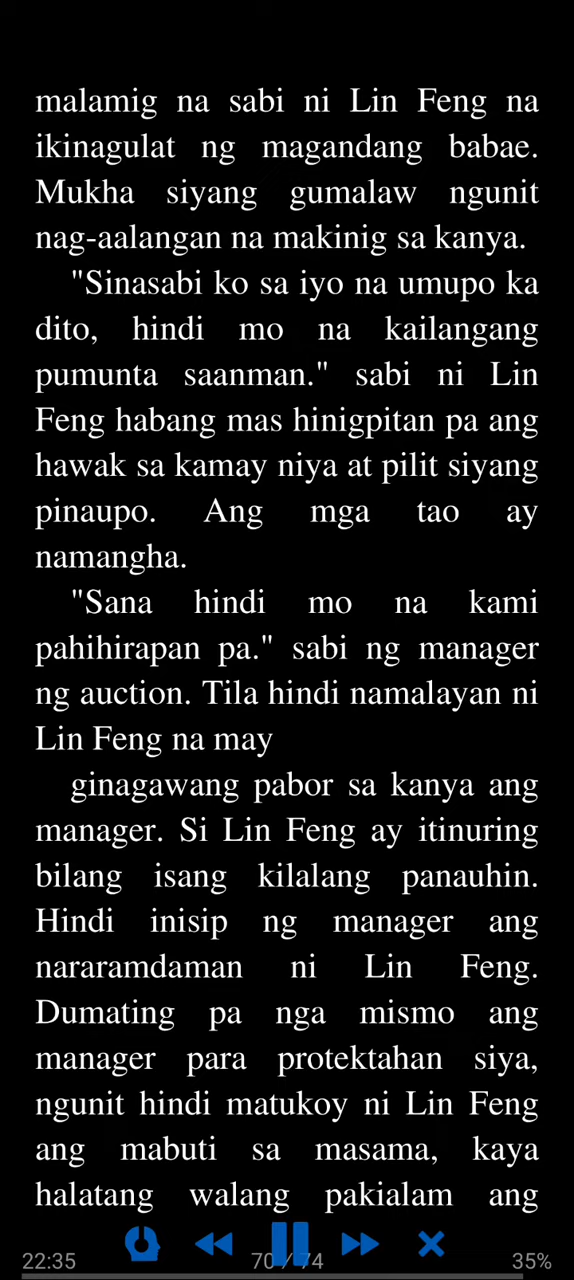 malamig na sabi ni Lin Feng na
ikinagulat ng magandang babae.
Mukha siyang gumalaw ngunit
nag-aalangan na makinig sa kanya.
"Sinasabi ko sa iyo na umupo ka
dito, hindi mo na kailangang
pumunta saanman." sabi ni Lin
Feng habang mas hinigpitan pa ang
hawak sa kamay niya at pilit siyang
pinaupo. Ang mga tao ay
namangha.
"Sana hindi mo na kami
pahihirapan pa." sabi ng manager
ng auction. Tila hindi namalayan ni
Lin Feng na may
ginagawang pabor sa kanya ang
manager. Si Lin Feng ay itinuring
bilang isang kilalang panauhin.
Hindi inisip ng manager ang
nararamdaman ni Lin Feng.
Dumating pa nga mismo ang
manager para protektahan siya,
ngunit hindi matukoy ni Lin Feng
ang mabuti sa masama, kaya
halatang walang pakialam ang
22:35 70 / 74 35%